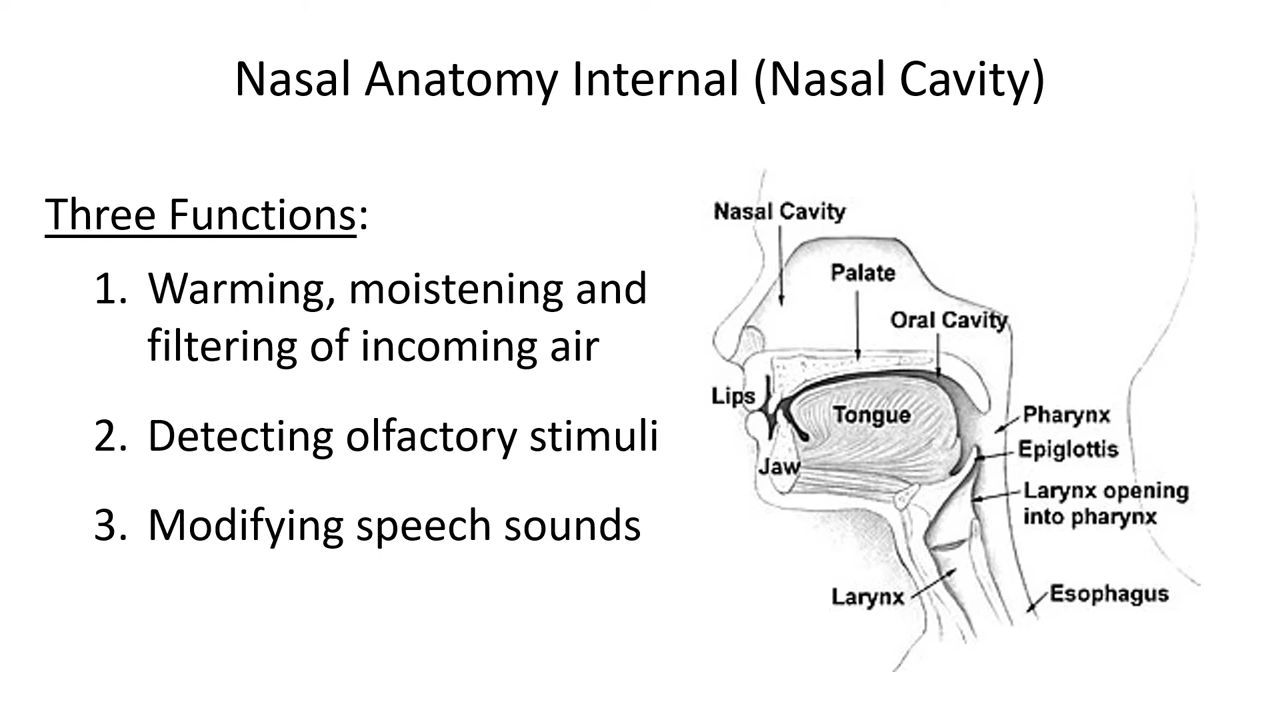 Nasal Anatomy Internal (Nasal Cavity)
Three Functions:
1. Warming, moistening and
filtering of incoming air
2. Detecting olfactory stimuli
3. Modifying speech sounds
Nasal Cavity
Palate
Oral Cavity
Lips
Tongue
Pharynx
Epiglottis
Jaw
Larynx opening
into pharynx
Larynx
Esophagus